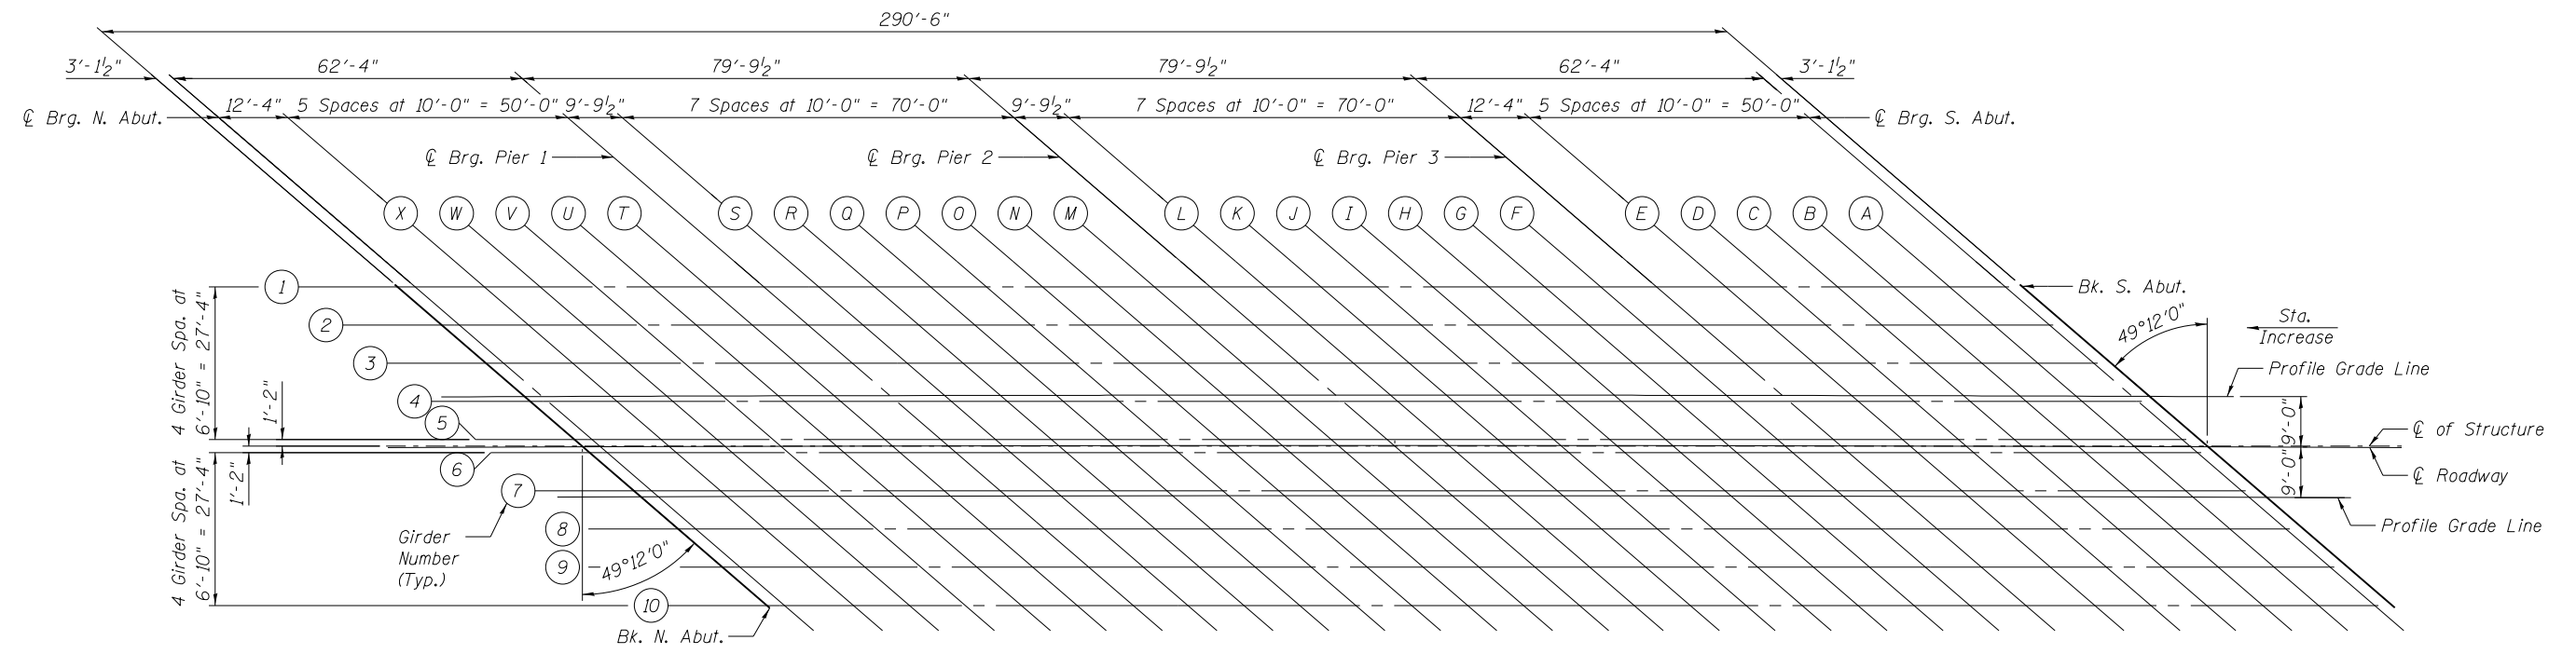 290'-6"
3'-1½"
62'-4"
79'-9½"
79'-9½"
62'-4"
3'-1½"
12'-4"
5 Spaces at 10'-0" = 50'-0"
9'-9½"
7 Spaces at 10'-0" = 70'-0"
9'-9½"
7 Spaces at 10'-0" = 70'-0"
12'-4"
5 Spaces at 10'-0" = 50'-0"
℄ Brg. N. Abut.
℄ Brg. S. Abut.
℄ Brg. Pier 1
℄ Brg. Pier 2
℄ Brg. Pier 3
X W V U T S R Q P O N M L K J I H G F E D C B A
1
2
3
4
5
6
7
8
9
10
4 Girder Spa. at
6'-10" = 27'-4"
1'-2"
4 Girder Spa. at
6'-10" = 27'-4"
1'-2"
Girder
Number
(Typ.)
49°12'0"
Bk. N. Abut.
Bk. S. Abut.
49°12'0"
Sta.
Increase
Profile Grade Line
9'-0"
9'-0"
℄ of Structure
℄ Roadway
Profile Grade Line